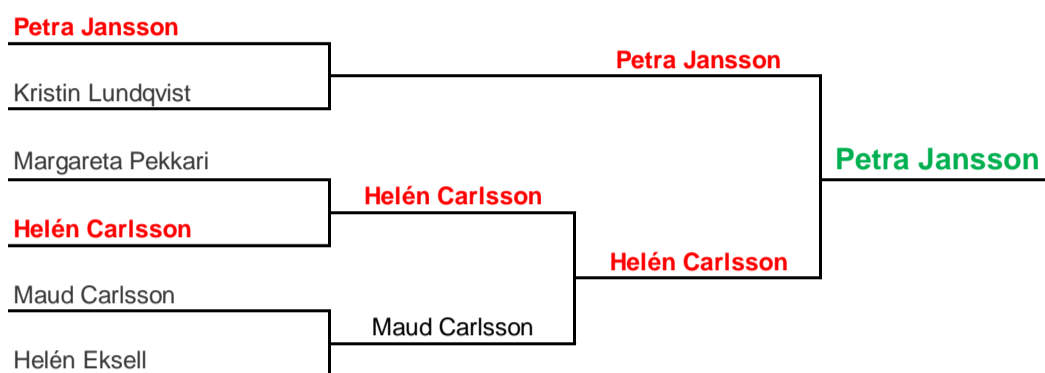 Petra Jansson
Kristin Lundqvist
Margareta Pekkari
Helén Carlsson
Maud Carlsson
Helén Eksell
Helén Carlsson
Maud Carlsson
Petra Jansson
Helén Carlsson
Petra Jansson